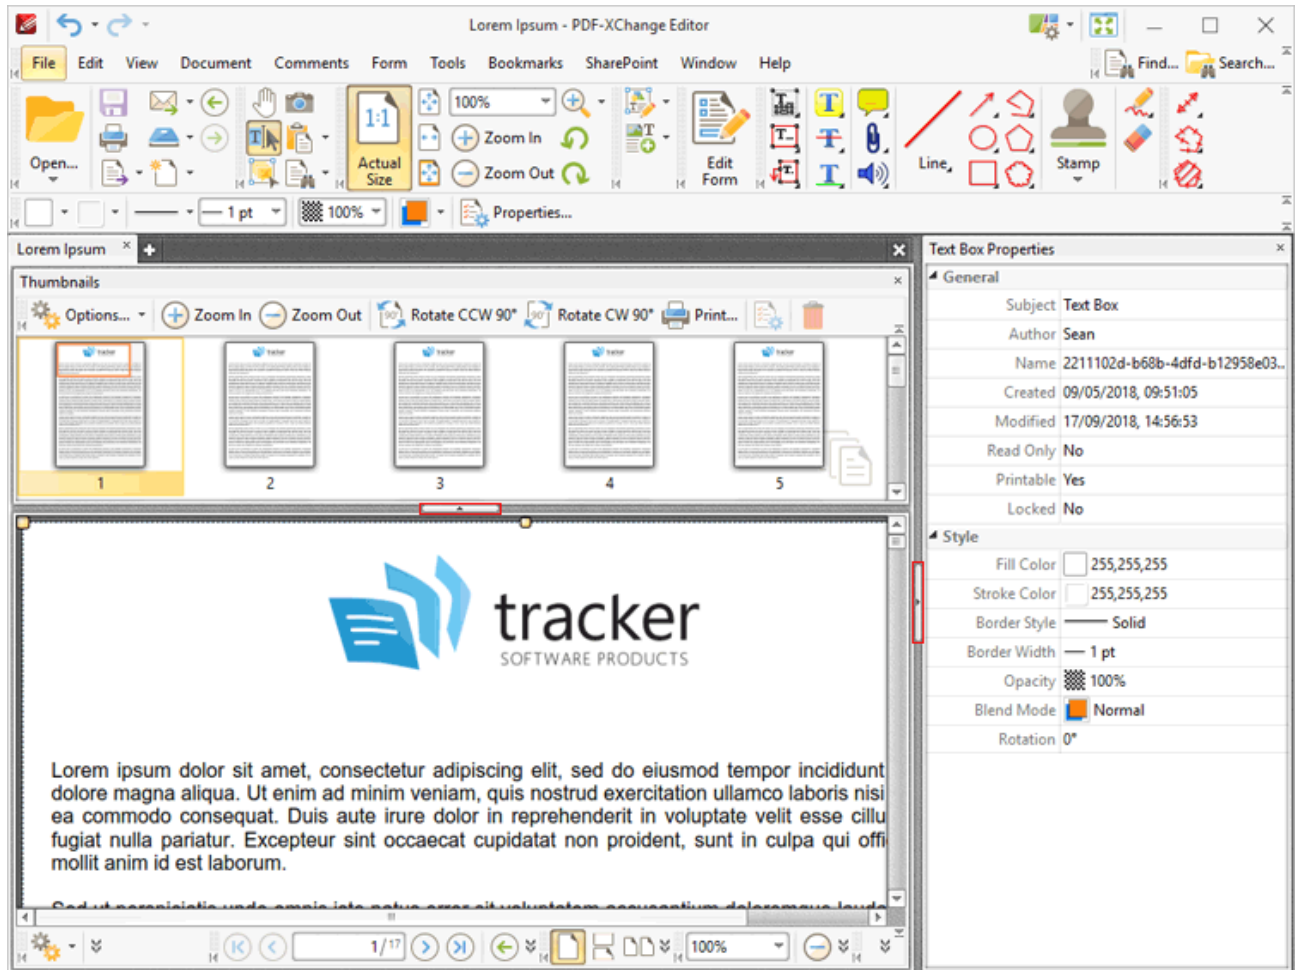 Lorem Ipsum - PDF-XChange Editor
File Edit View Document Comments Form Tools Bookmarks SharePoint Window Help Find... Search...
Open...
1:1
Actual Size
100%
Zoom In
Zoom Out
Edit Form
Line
Stamp
1 pt 100% Properties...
Lorem Ipsum
Thumbnails
Options... Zoom In Zoom Out Rotate CCW 90° Rotate CW 90° Print...
1 2 3 4 5
tracker
SOFTWARE PRODUCTS
Lorem ipsum dolor sit amet, consectetur adipiscing elit, sed do eiusmod tempor incididunt
dolore magna aliqua. Ut enim ad minim veniam, quis nostrud exercitation ullamco laboris nisi
ea commodo consequat. Duis aute irure dolor in reprehenderit in voluptate velit esse cillu
fugiat nulla pariatur. Excepteur sint occaecat cupidatat non proident, sunt in culpa qui offi
mollit anim id est laborum.
1/17 100%
Text Box Properties
General
Subject Text Box
Author Sean
Name 2211102d-b68b-4dfd-b12958e03...
Created 09/05/2018, 09:51:05
Modified 17/09/2018, 14:56:53
Read Only No
Printable Yes
Locked No
Style
Fill Color 255,255,255
Stroke Color 255,255,255
Border Style Solid
Border Width 1 pt
Opacity 100%
Blend Mode Normal
Rotation 0°